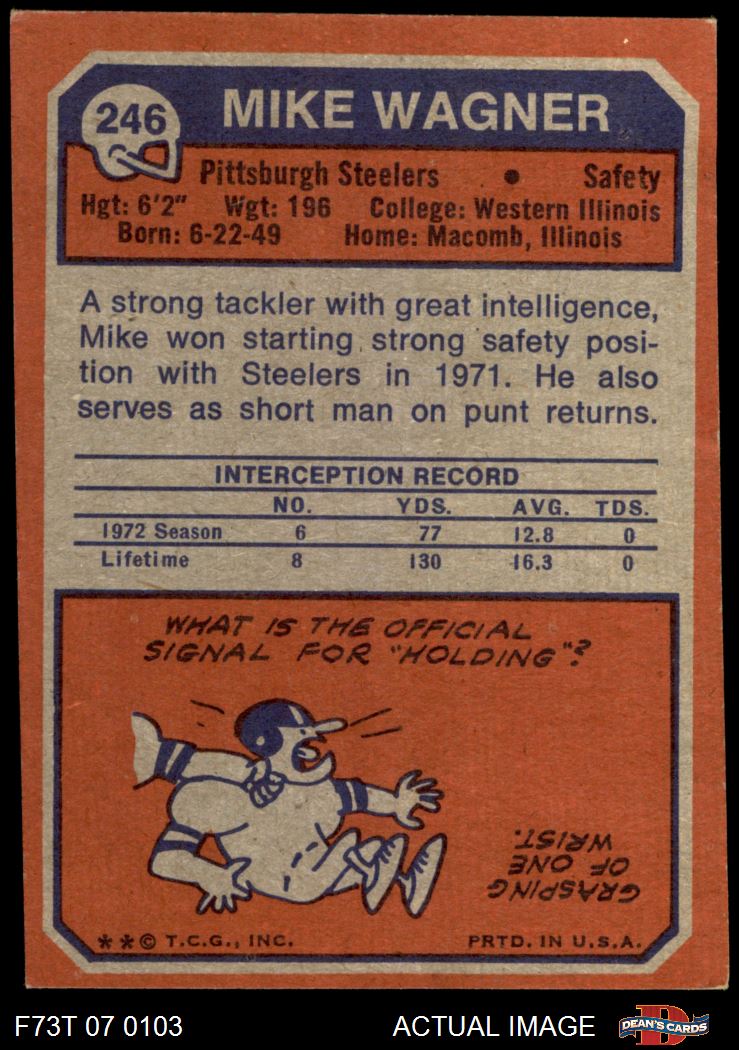 246 MIKE WAGNER
Pittsburgh Steelers • Safety
Hgt: 6'2" Wgt: 196 College: Western Illinois
Born: 6-22-49 Home: Macomb, Illinois
A strong tackler with great intelligence,
Mike won starting strong safety posi-
tion with Steelers in 1971. He also
serves as short man on punt returns.
INTERCEPTION RECORD
NO. YDS. AVG. TDS.
1972 Season 6 77 12.8 0
Lifetime 8 130 16.3 0
WHAT IS THE OFFICIAL
SIGNAL FOR "HOLDING"?
GRASPING
OF ONE
WRIST.
**© T.C.G., INC. PRTD. IN U.S.A.
F73T 07 0103 ACTUAL IMAGE D DEAN'S CARDS